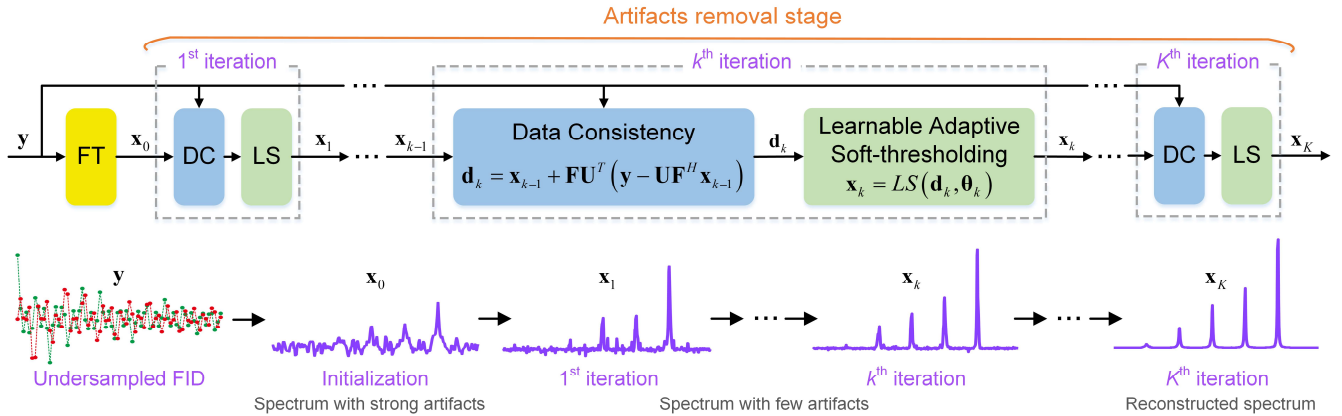 Artifacts removal stage
1st iteration
kth iteration
Kth iteration
y
FT
x0
DC
LS
x1
...
xk−1
Data Consistency
dk = xk−1 + FU^T (y − UF^H xk−1)
dk
Learnable Adaptive
Soft-thresholding
xk = LS(dk, θk)
xk
...
DC
LS
xK
y
x0
x1
xk
xK
... ...
Undersampled FID
Initialization
1st iteration
kth iteration
Kth iteration
Spectrum with strong artifacts
Spectrum with few artifacts
Reconstructed spectrum